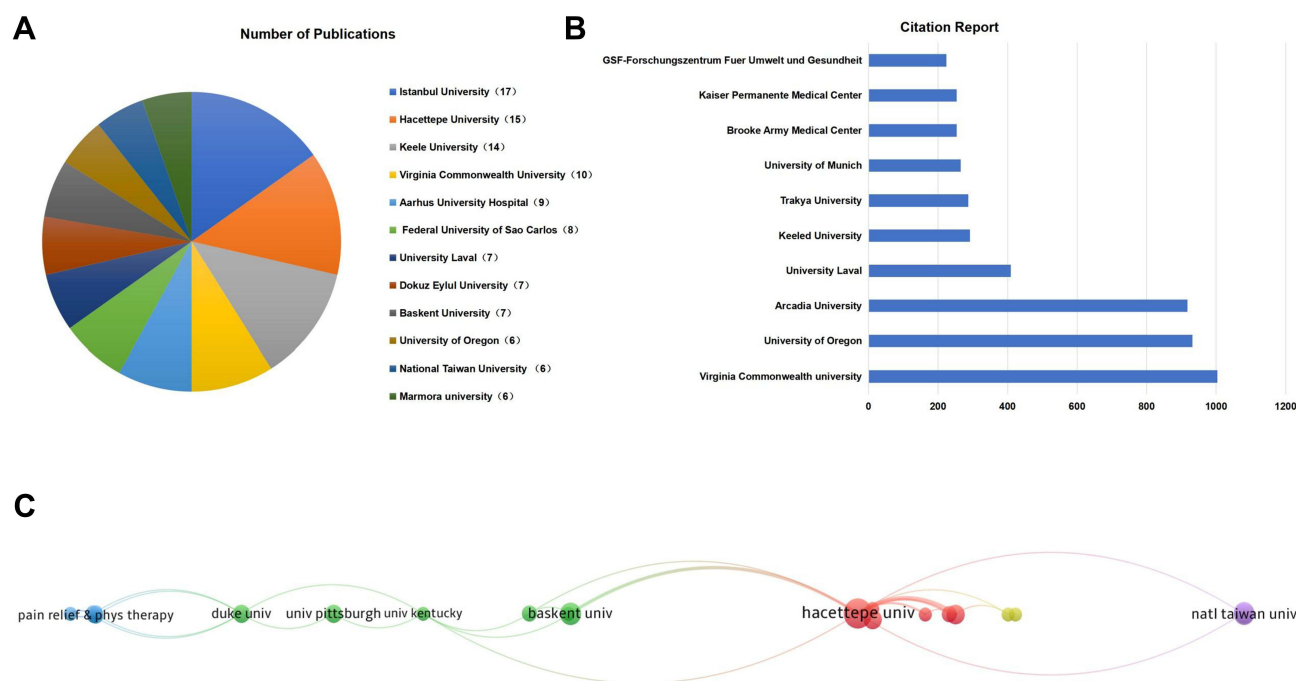 A
Number of Publications
Istanbul University（17）
Hacettepe University（15）
Keele University（14）
Virginia Commonwealth University（10）
Aarhus University Hospital（9）
Federal University of Sao Carlos（8）
University Laval（7）
Dokuz Eylul University（7）
Baskent University（7）
University of Oregon（6）
National Taiwan University （6）
Marmora university（6）
B
Citation Report
GSF-Forschungszentrum Fuer Umwelt und Gesundheit
Kaiser Permanente Medical Center
Brooke Army Medical Center
University of Munich
Trakya University
Keeled University
University Laval
Arcadia University
University of Oregon
Virginia Commonwealth university
0 200 400 600 800 1000 1200
C
pain relief & phys therapy duke univ univ pittsburgh univ kentucky baskent univ hacettepe univ natl taiwan univ